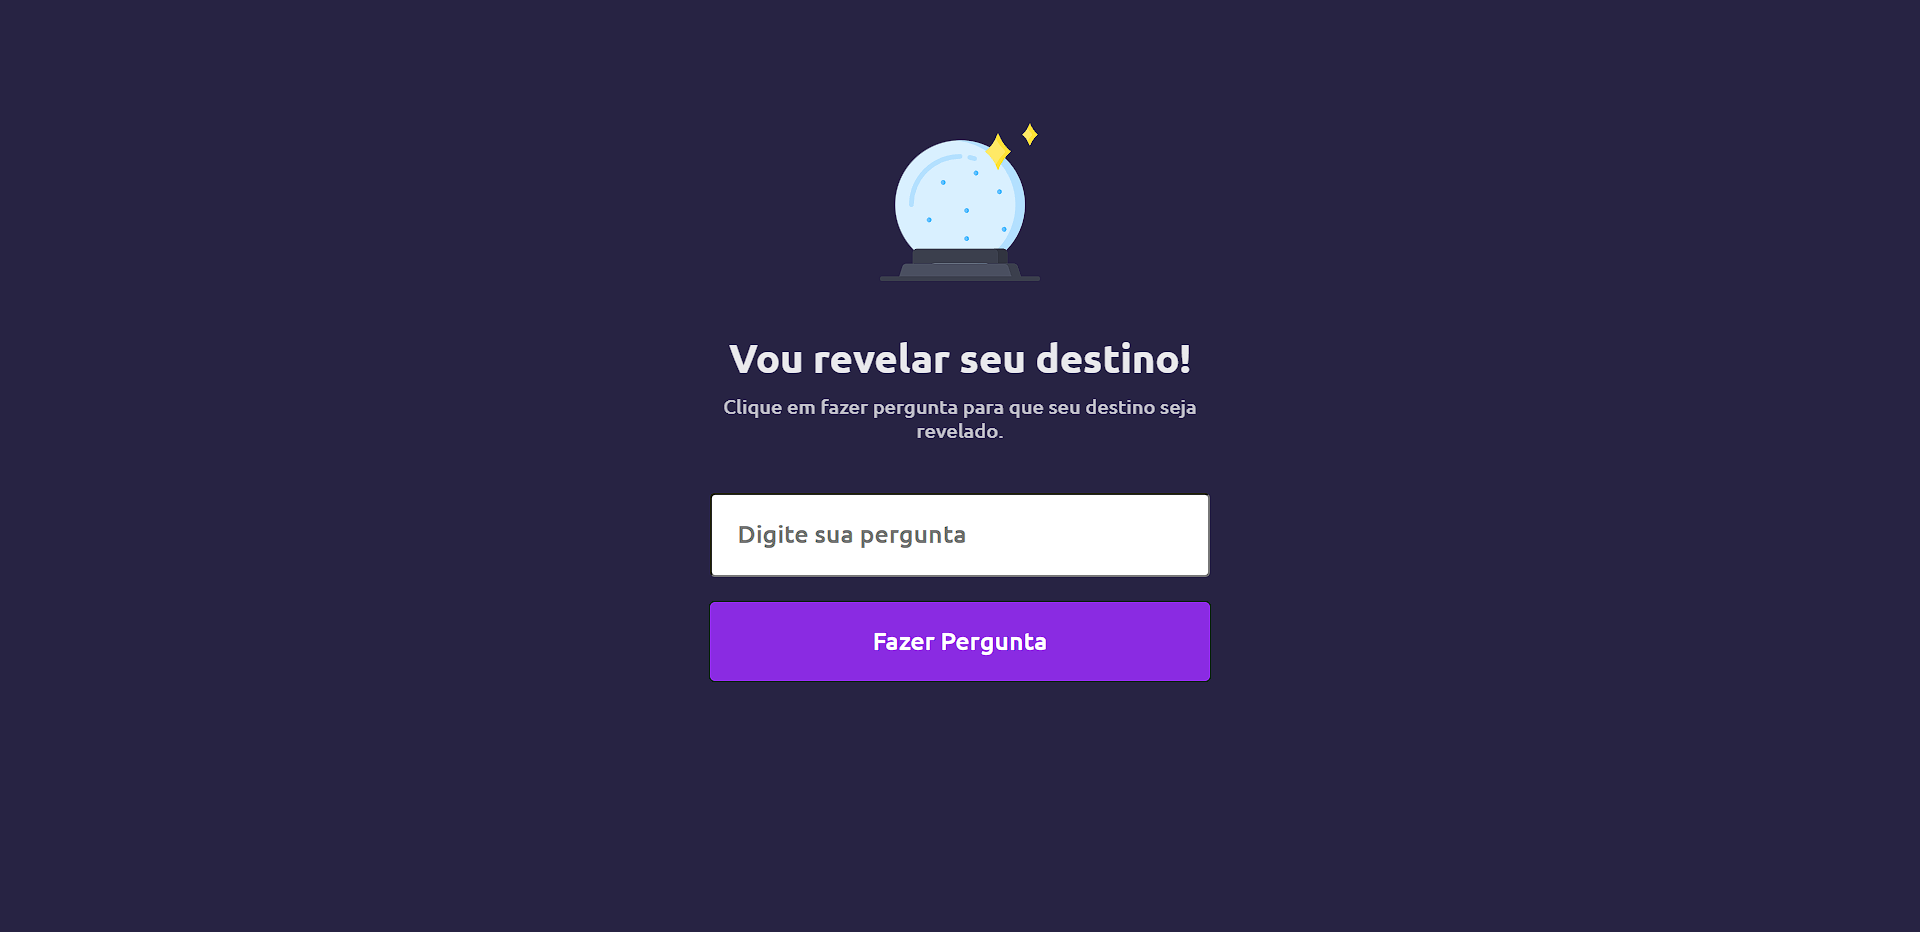 Vou revelar seu destino!
Clique em fazer pergunta para que seu destino seja
revelado.
Digite sua pergunta
Fazer Pergunta